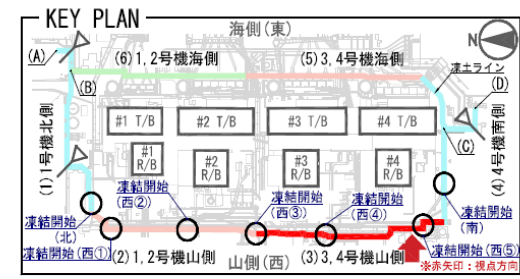 KEY PLAN
海側(東)
N
(A)
(6)1,2号機海側
(5)3,4号機海側
凍土ライン
(B)
(D)
#1 T/B
#2 T/B
#3 T/B
#4 T/B
(C)
(1)1号機北側
(4)4号機南側
#1
R/B
#2
R/B
#3
R/B
#4
R/B
凍結開始
(北)
凍結開始
(西②)
凍結開始
(西③)
凍結開始
(西④)
凍結開始
(南)
凍結開始(西①)
(2)1,2号機山側
山側(西)
(3)3,4号機山側
凍結開始(西⑤)
※赤矢印:視点方向